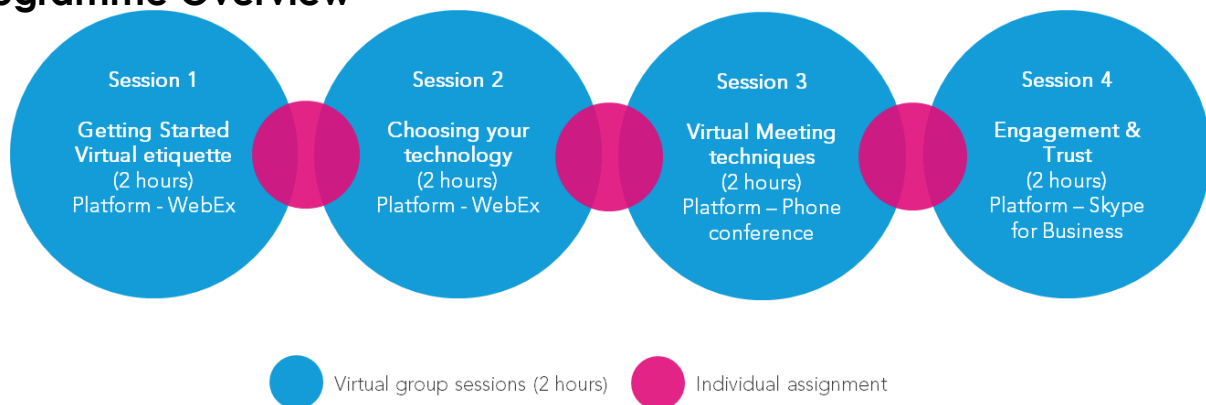 ogramme Overview
Session 1
Getting Started
Virtual etiquette
(2 hours)
Platform - WebEx
Session 2
Choosing your
technology
(2 hours)
Platform - WebEx
Session 3
Virtual Meeting
techniques
(2 hours)
Platform – Phone
conference
Session 4
Engagement &
Trust
(2 hours)
Platform – Skype
for Business
Virtual group sessions (2 hours)
Individual assignment